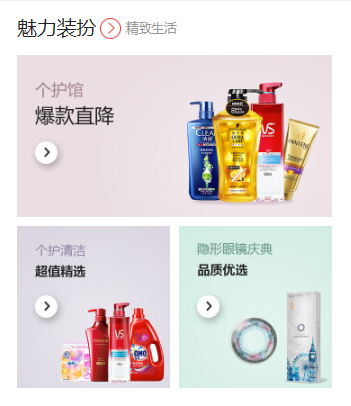 魅力装扮
精致生活
个护馆
爆款直降
CLEAR
清扬
VS
PANTENE
个护清洁
超值精选
VS
OMO
隐形眼镜庆典
品质优选